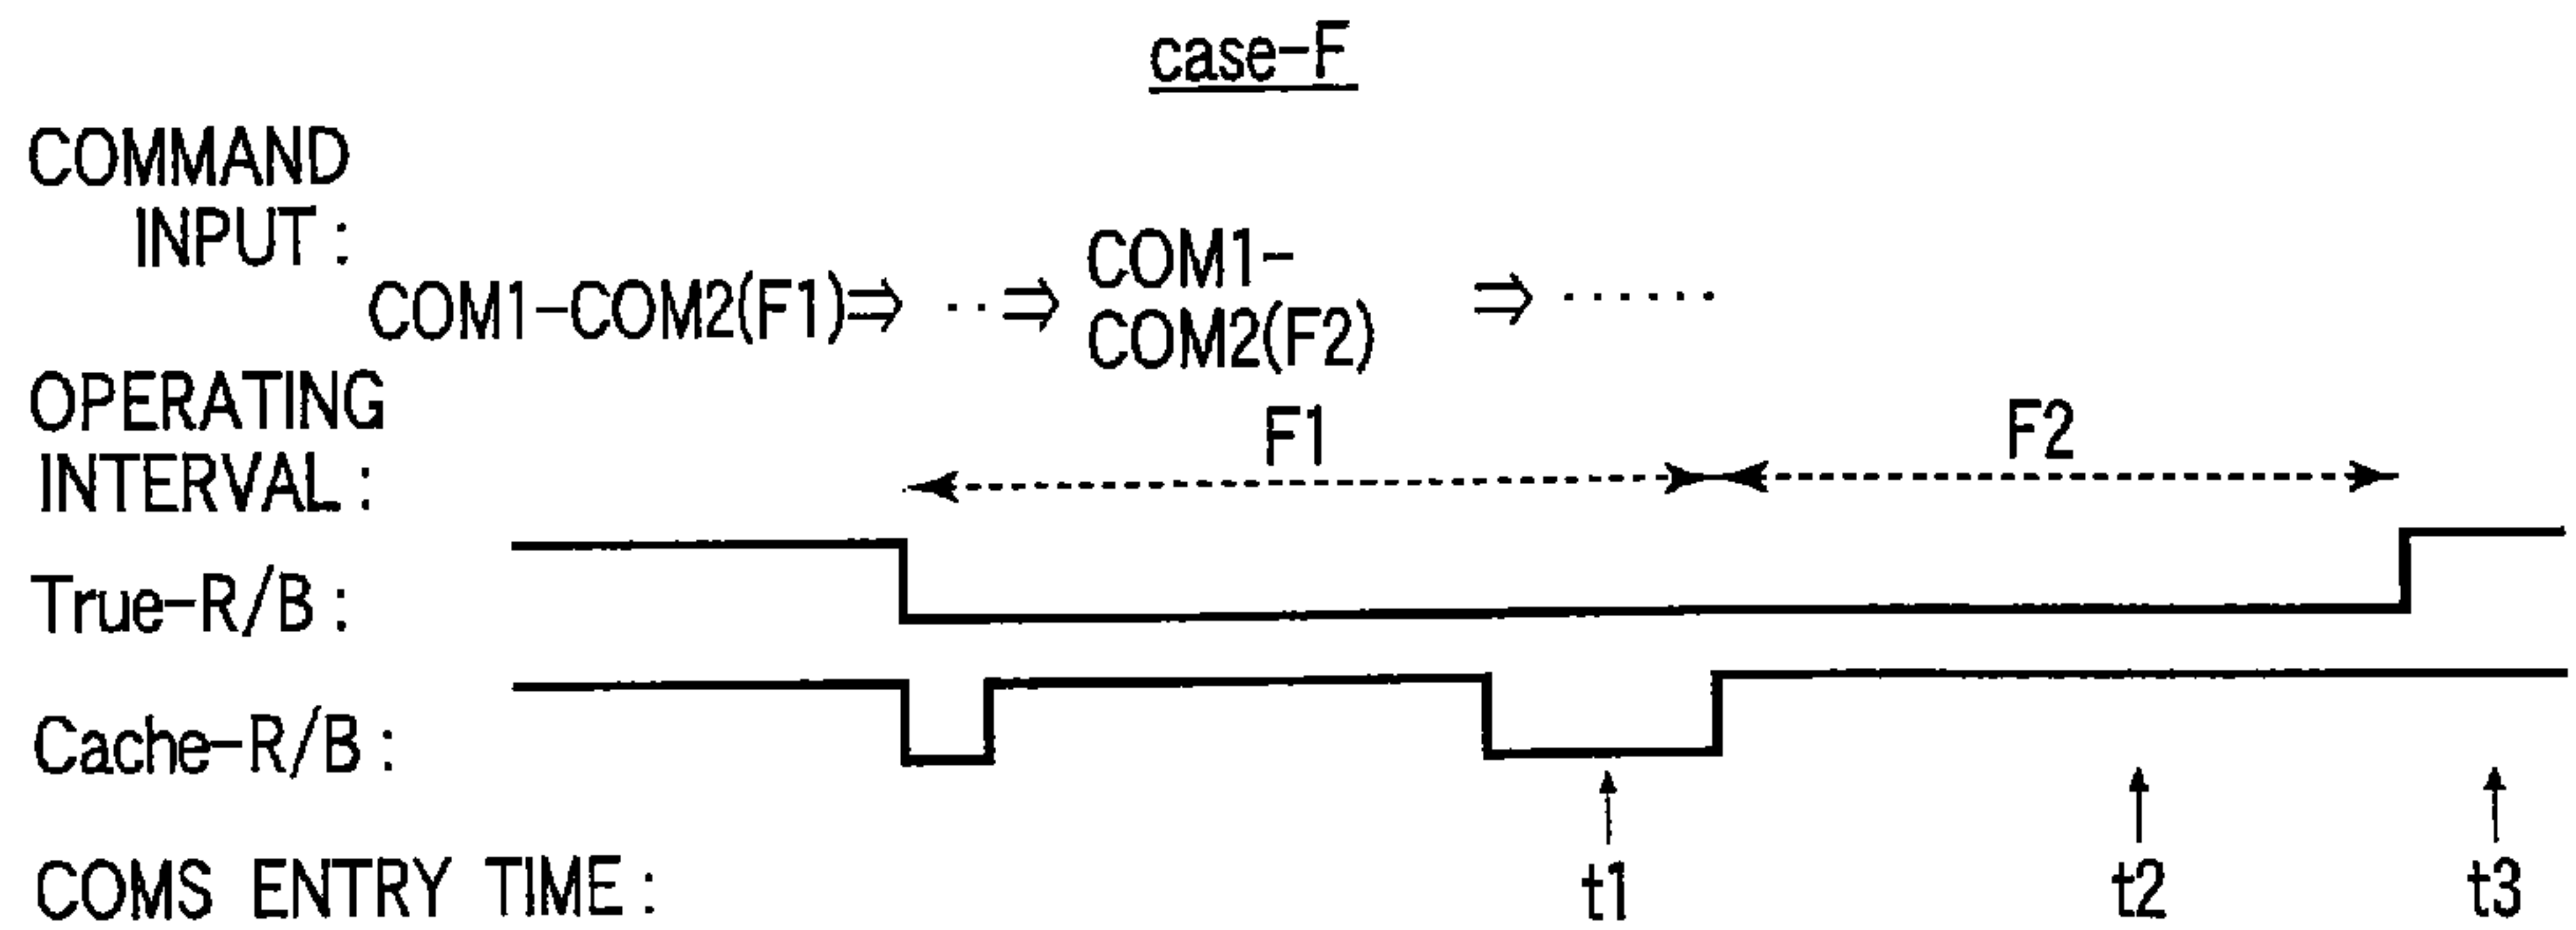 case-F
COMMAND
INPUT :
COM1-COM2(F1)⇒ ‥⇒ COM1- ⇒ ······
COM2(F2)
OPERATING
INTERVAL :
F1 F2
True-R/B :
Cache-R/B :
COMS ENTRY TIME : t1 t2 t3